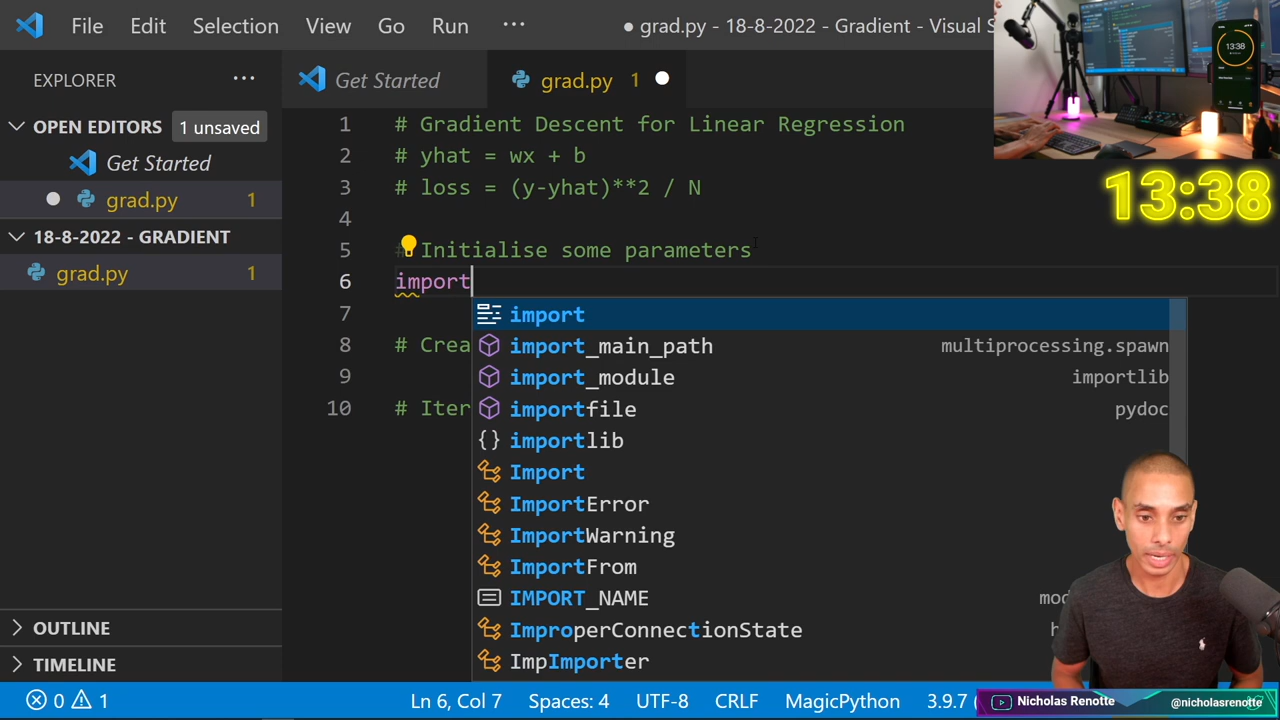 File Edit Selection View Go Run ··· ● grad.py - 18-8-2022 - Gradient - Visual S
13:38
13:38
EXPLORER ···
OPEN EDITORS 1 unsaved
Get Started
grad.py 1
18-8-2022 - GRADIENT
grad.py 1
OUTLINE
TIMELINE
Get Started grad.py 1
1 # Gradient Descent for Linear Regression
2 # yhat = wx + b
3 # loss = (y-yhat)**2 / N
4
5 # Initialise some parameters
6 import
7
8 # Crea
9
10 # Iter
import
import_main_path multiprocessing.spawn
import_module importlib
importfile pydoc
importlib
Import
ImportError
ImportWarning
ImportFrom
IMPORT_NAME mod
ImproperConnectionState h
ImpImporter
0 1 Ln 6, Col 7 Spaces: 4 UTF-8 CRLF MagicPython 3.9.7 (
Nicholas Renotte @nicholasrenotte